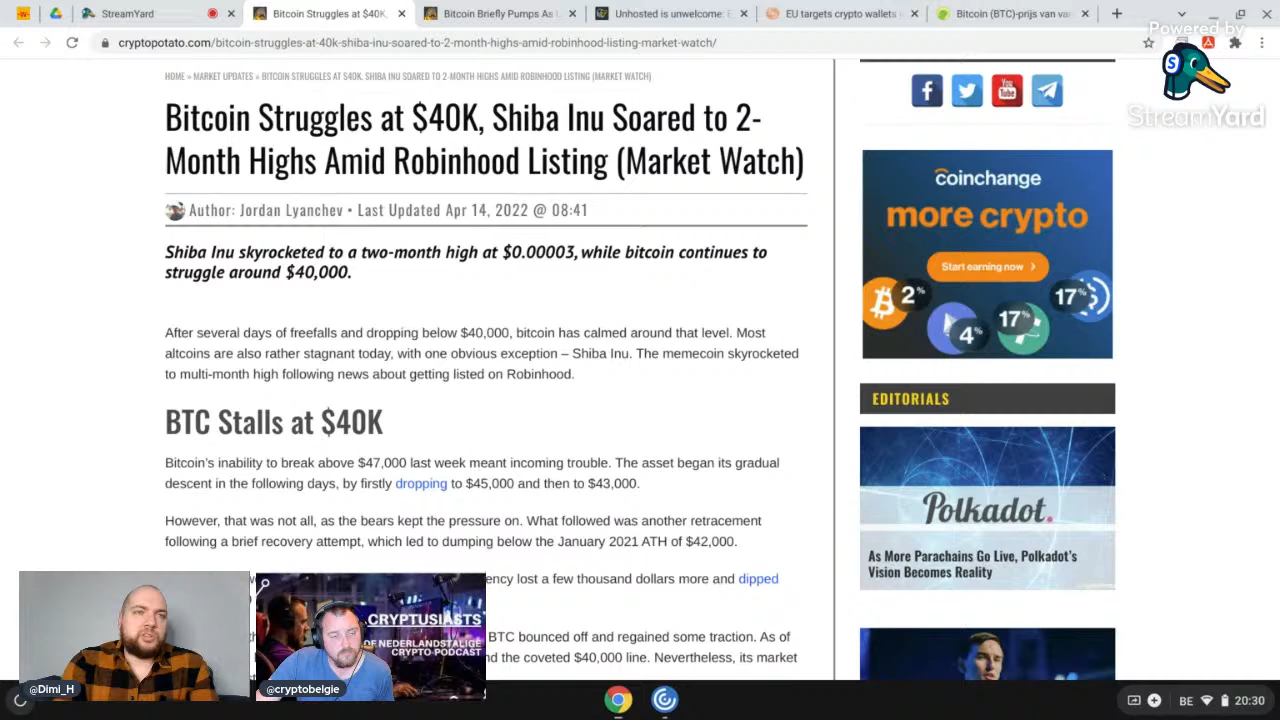 StreamYard
Bitcoin Struggles at $40K,
Bitcoin Briefly Pumps As U
Unhosted is unwelcome: E
EU targets crypto wallets i
Bitcoin (BTC)-prijs van va
cryptopotato.com/bitcoin-struggles-at-40k-shiba-inu-soared-to-2-month-highs-amid-robinhood-listing-market-watch/
Powered by
StreamYard
HOME » MARKET UPDATES » BITCOIN STRUGGLES AT $40K, SHIBA INU SOARED TO 2-MONTH HIGHS AMID ROBINHOOD LISTING (MARKET WATCH)
Bitcoin Struggles at $40K, Shiba Inu Soared to 2-
Month Highs Amid Robinhood Listing (Market Watch)
Author: Jordan Lyanchev • Last Updated Apr 14, 2022 @ 08:41
Shiba Inu skyrocketed to a two-month high at $0.00003, while bitcoin continues to
struggle around $40,000.
After several days of freefalls and dropping below $40,000, bitcoin has calmed around that level. Most
altcoins are also rather stagnant today, with one obvious exception – Shiba Inu. The memecoin skyrocketed
to multi-month high following news about getting listed on Robinhood.
BTC Stalls at $40K
Bitcoin's inability to break above $47,000 last week meant incoming trouble. The asset began its gradual
descent in the following days, by firstly dropping to $45,000 and then to $43,000.
However, that was not all, as the bears kept the pressure on. What followed was another retracement
following a brief recovery attempt, which led to dumping below the January 2021 ATH of $42,000.
ency lost a few thousand dollars more and dipped
BTC bounced off and regained some traction. As of
nd the coveted $40,000 line. Nevertheless, its market
You
Tube
coinchange
more crypto
Start earning now
2%
4%
17%
17%
EDITORIALS
Polkadot.
As More Parachains Go Live, Polkadot's
Vision Becomes Reality
CRYPTUSIASTS
DE NEDERLANDSTALIGE
CRYPTO-PODCAST
@Dimi_H
@cryptobelgie
BE
20:30